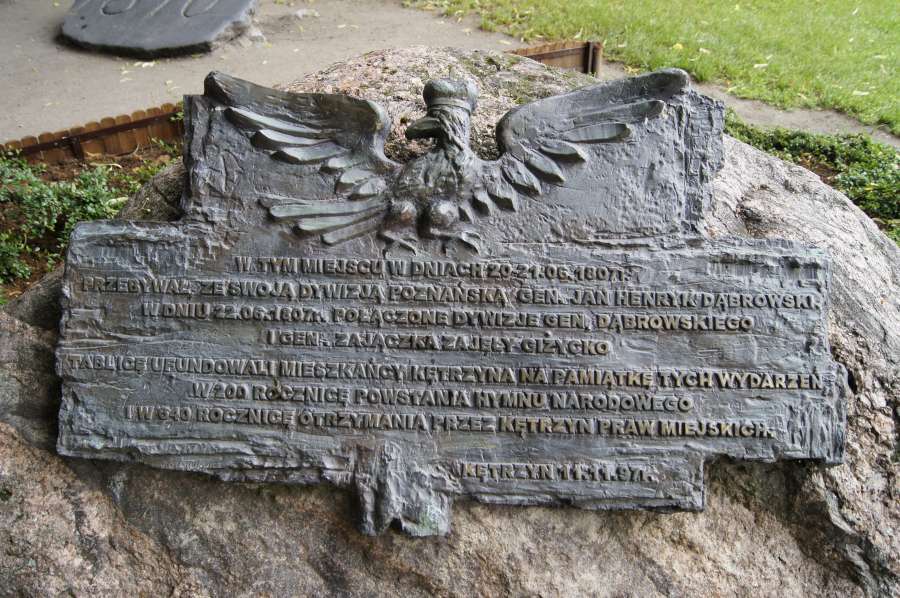 W TYM MIEJSCU W DNIACH 20-21.06.1807r.
PRZEBYWAŁ ZE SWOJĄ DYWIZJĄ POZNAŃSKĄ GEN. JAN HENRYK DĄBROWSKI.
W DNIU 22.06.1807r. POŁĄCZONE DYWIZJE GEN. DĄBROWSKIEGO
I GEN. ZAJĄCZKA ZAJĘŁY GIŻYCKO
TABLICĘ UFUNDOWALI MIESZKAŃCY KĘTRZYNA NA PAMIĄTKĘ TYCH WYDARZEŃ
W 200 ROCZNICĘ POWSTANIA HYMNU NARODOWEGO
I W 640 ROCZNICĘ OTRZYMANIA PRZEZ KĘTRZYN PRAW MIEJSKICH.
KĘTRZYN 11.11.97r.